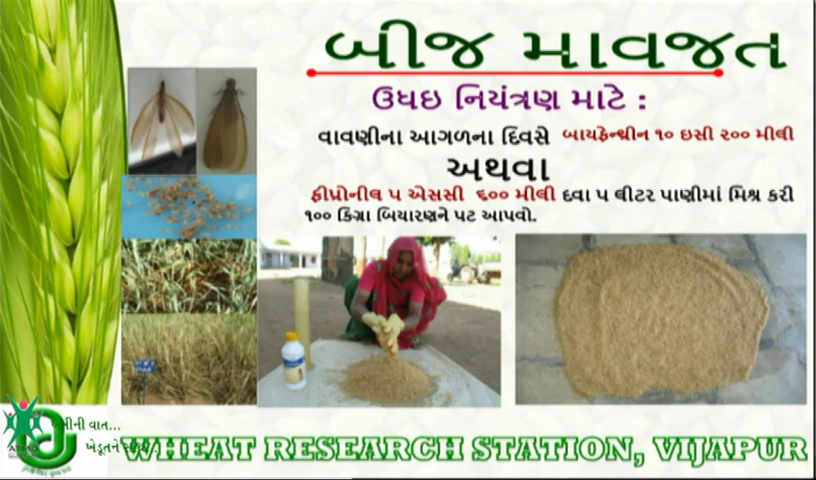 બીજ માવજત
ઉધઇ નિયંત્રણ માટે :
વાવણીના આગળના દિવસે બાયફેન્થ્રીન ૧૦ ઇસી ૨૦૦ મીલી
અથવા
ફીપ્રોનીલ ૫ એસસી ૬૦૦ મીલી દવા ૫ લીટર પાણીમાં મિશ્ર કરી
૧૦૦ કિગ્રા બિયારણને પટ આપવો.
વાત...
ખેડૂતને
WHEAT RESEARCH STATION, VIJAPUR